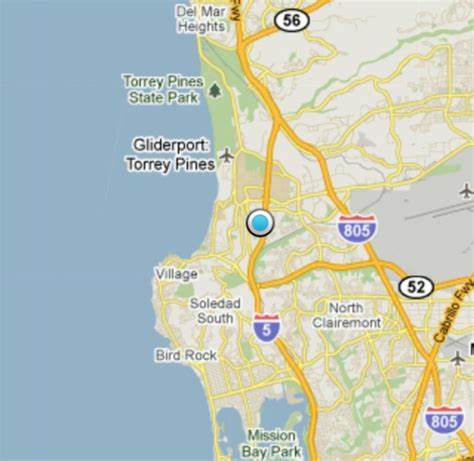 Del Mar
Heights
Fwy
56
Torrey Pines
State Park
Gliderport:
Torrey Pines
805
Village
52
Soledad
South
North
Clairemont
Cabrillo Fwy
5
Bird Rock
805
Mission
Bay Park